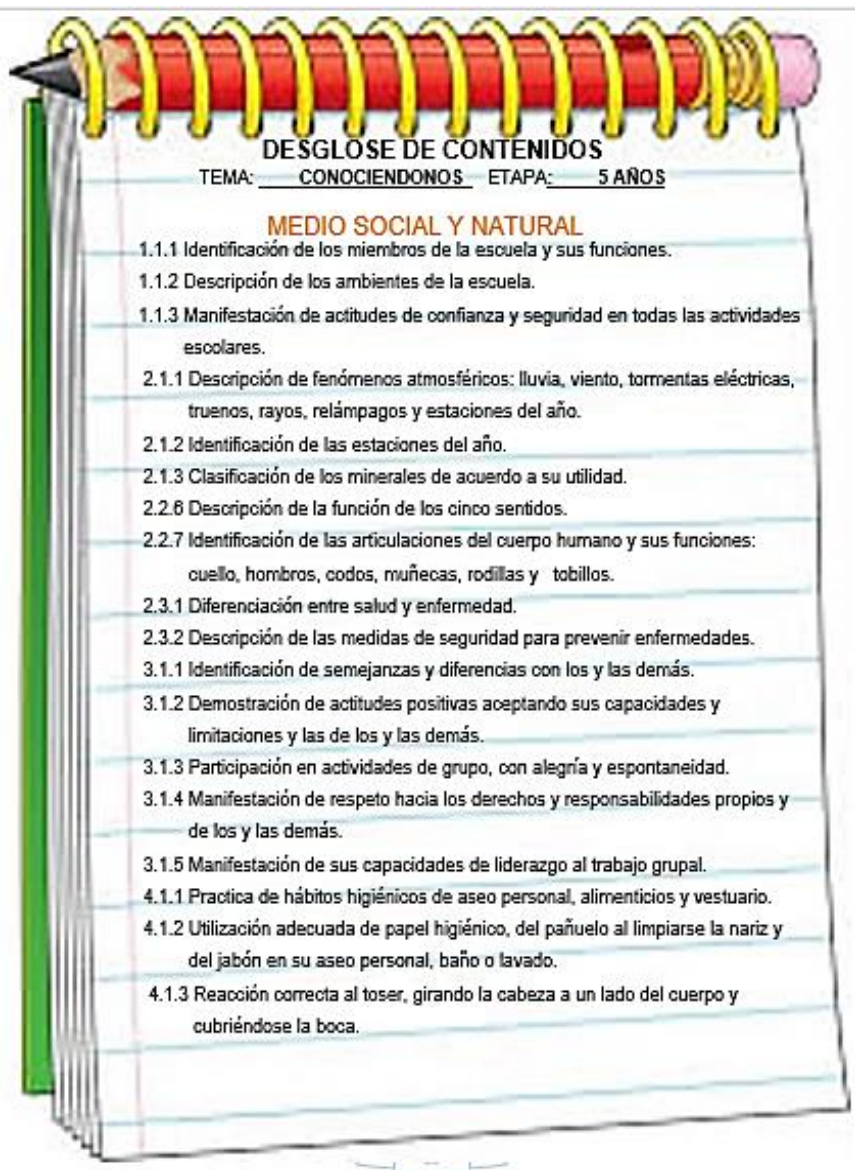 DESGLOSE DE CONTENIDOS
TEMA: CONOCIENDONOS ETAPA: 5 AÑOS
MEDIO SOCIAL Y NATURAL
1.1.1 Identificación de los miembros de la escuela y sus funciones.
1.1.2 Descripción de los ambientes de la escuela.
1.1.3 Manifestación de actitudes de confianza y seguridad en todas las actividades
escolares.
2.1.1 Descripción de fenómenos atmosféricos: lluvia, viento, tormentas eléctricas,
truenos, rayos, relámpagos y estaciones del año.
2.1.2 Identificación de las estaciones del año.
2.1.3 Clasificación de los minerales de acuerdo a su utilidad.
2.2.6 Descripción de la función de los cinco sentidos.
2.2.7 Identificación de las articulaciones del cuerpo humano y sus funciones:
cuello, hombros, codos, muñecas, rodillas y tobillos.
2.3.1 Diferenciación entre salud y enfermedad.
2.3.2 Descripción de las medidas de seguridad para prevenir enfermedades.
3.1.1 Identificación de semejanzas y diferencias con los y las demás.
3.1.2 Demostración de actitudes positivas aceptando sus capacidades y
limitaciones y las de los y las demás.
3.1.3 Participación en actividades de grupo, con alegría y espontaneidad.
3.1.4 Manifestación de respeto hacia los derechos y responsabilidades propios y
de los y las demás.
3.1.5 Manifestación de sus capacidades de liderazgo al trabajo grupal.
4.1.1 Practica de hábitos higiénicos de aseo personal, alimenticios y vestuario.
4.1.2 Utilización adecuada de papel higiénico, del pañuelo al limpiarse la nariz y
del jabón en su aseo personal, baño o lavado.
4.1.3 Reacción correcta al toser, girando la cabeza a un lado del cuerpo y
cubriéndose la boca.